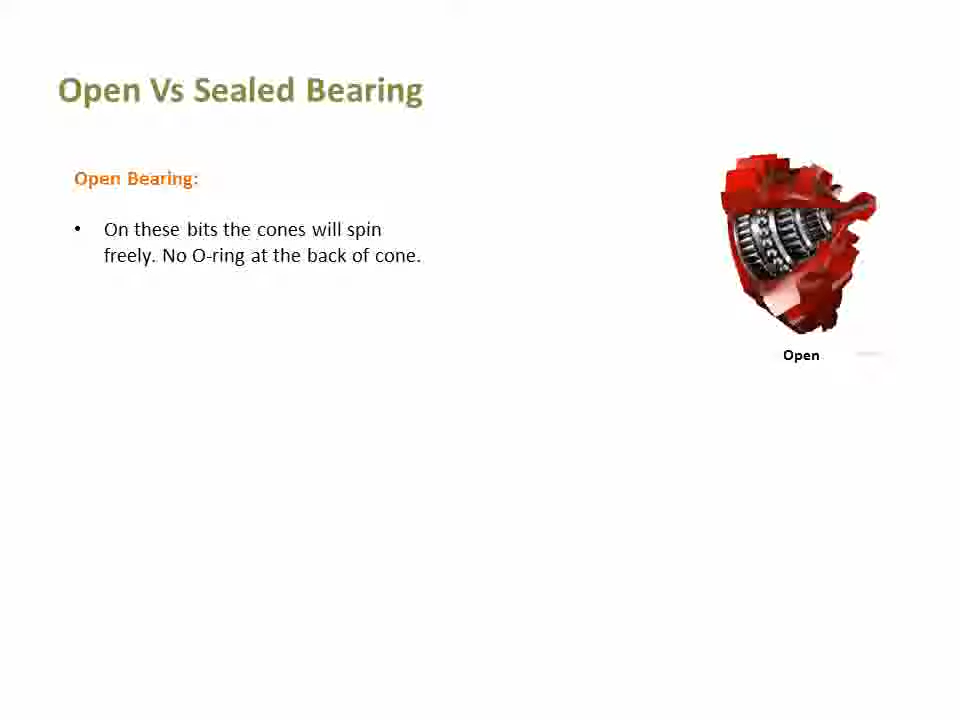 Open Vs Sealed Bearing
Open Bearing:
• On these bits the cones will spin
freely. No O-ring at the back of cone.
Open